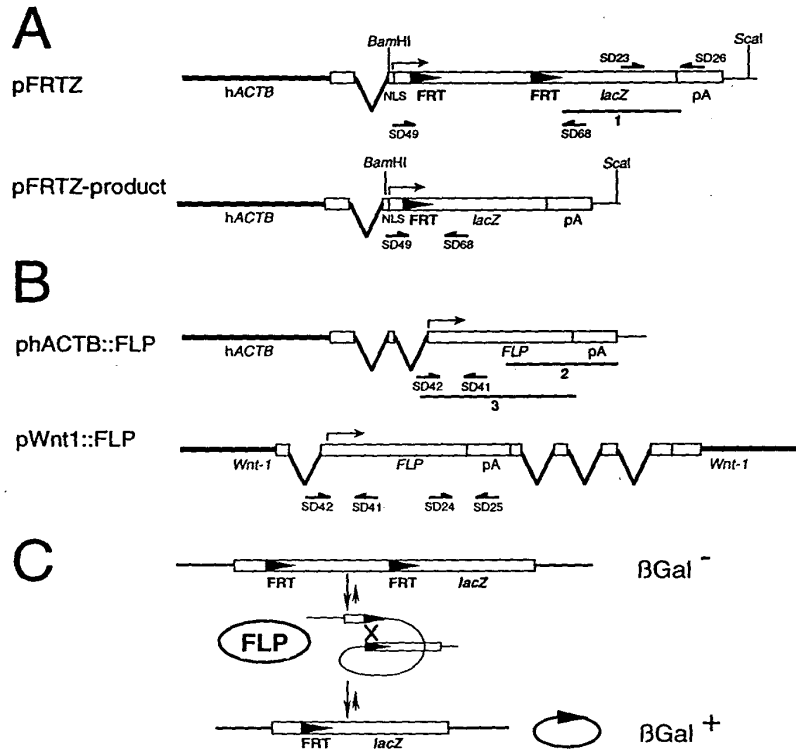 A
pFRTZ
BamHI
ScaI
SD23
SD26
hACTB
NLS
FRT
FRT
lacZ
pA
1
SD49
SD68
pFRTZ-product
BamHI
ScaI
hACTB
NLS
FRT
lacZ
pA
SD49
SD68
B
phACTB::FLP
hACTB
FLP
pA
2
SD42
SD41
3
pWnt1::FLP
Wnt-1
FLP
pA
Wnt-1
SD42
SD41
SD24
SD25
C
FRT
FRT
lacZ
ßGal -
FLP
X
FRT
lacZ
ßGal +